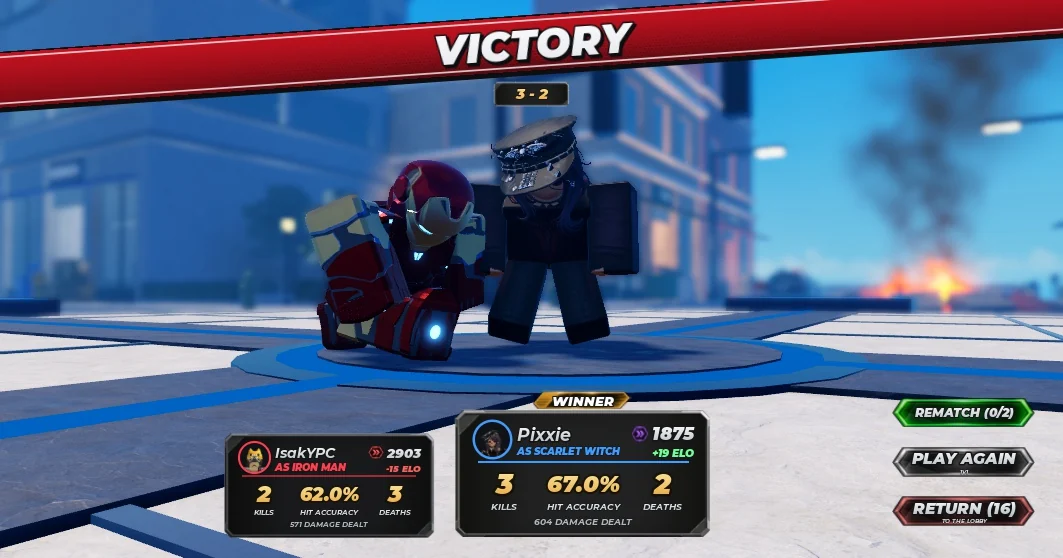 VICTORY
3 - 2
WINNER
IsakYPC
2903
AS IRON MAN
-15 ELO
2
62.0%
3
KILLS
HIT ACCURACY
DEATHS
571 DAMAGE DEALT
Pixxie
1875
AS SCARLET WITCH
+19 ELO
3
67.0%
2
KILLS
HIT ACCURACY
DEATHS
604 DAMAGE DEALT
REMATCH (0/2)
PLAY AGAIN
1V1
RETURN (16)
TO THE LOBBY